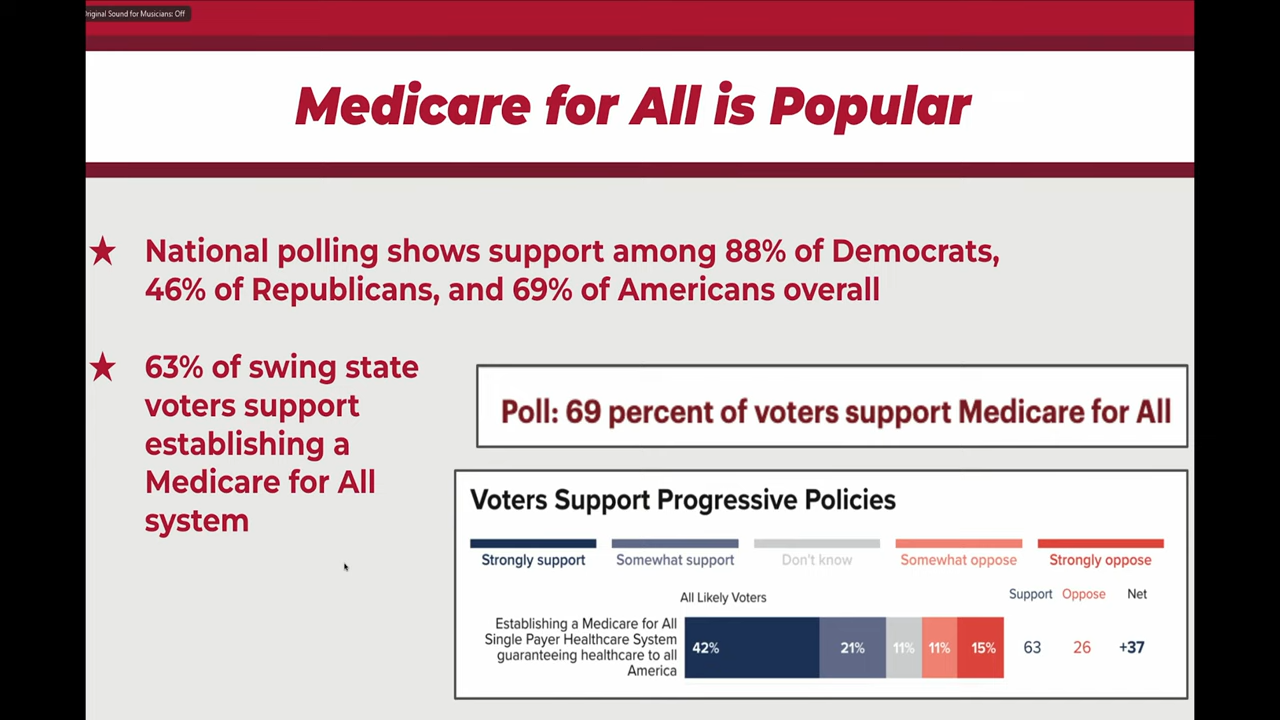 Original Sound for Musicians: Off
Medicare for All is Popular
★ National polling shows support among 88% of Democrats,
46% of Republicans, and 69% of Americans overall
★ 63% of swing state
voters support
establishing a
Medicare for All
system
Poll: 69 percent of voters support Medicare for All
Voters Support Progressive Policies
Strongly support Somewhat support Don't know Somewhat oppose Strongly oppose
All Likely Voters Support Oppose Net
Establishing a Medicare for All
Single Payer Healthcare System
guaranteeing healthcare to all
America
42% 21% 11% 11% 15% 63 26 +37